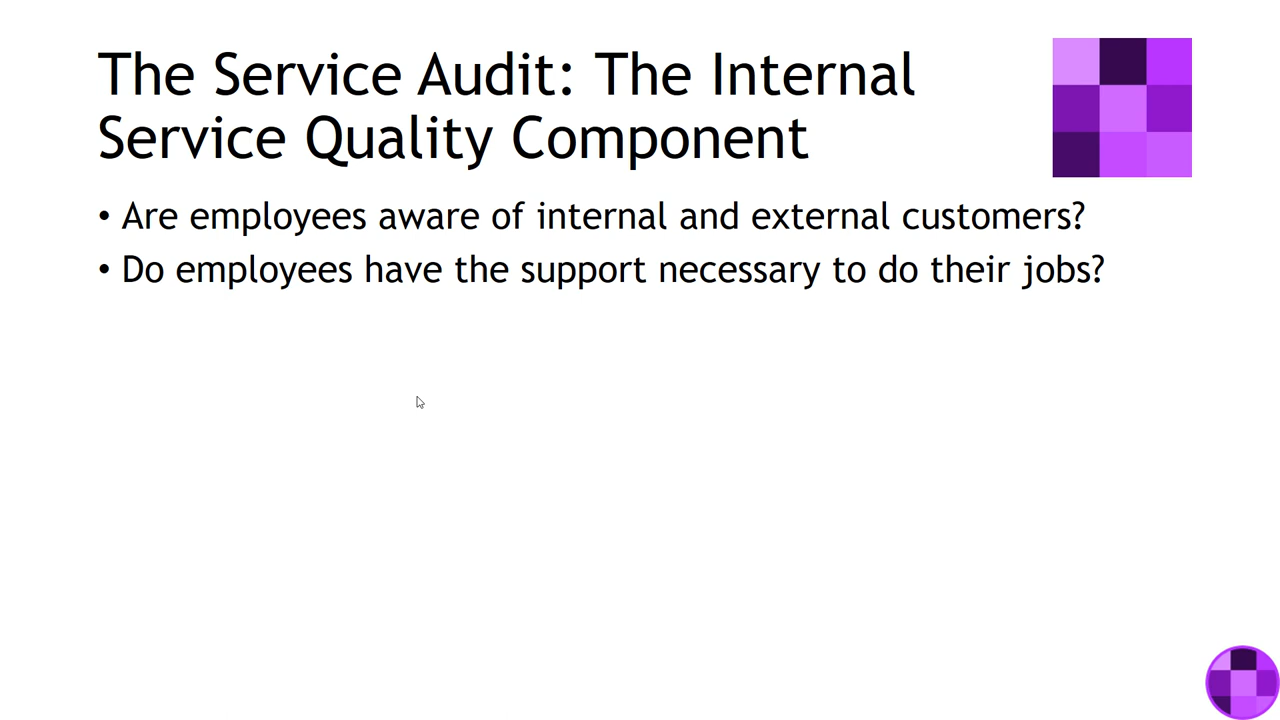 The Service Audit: The Internal
Service Quality Component
• Are employees aware of internal and external customers?
• Do employees have the support necessary to do their jobs?